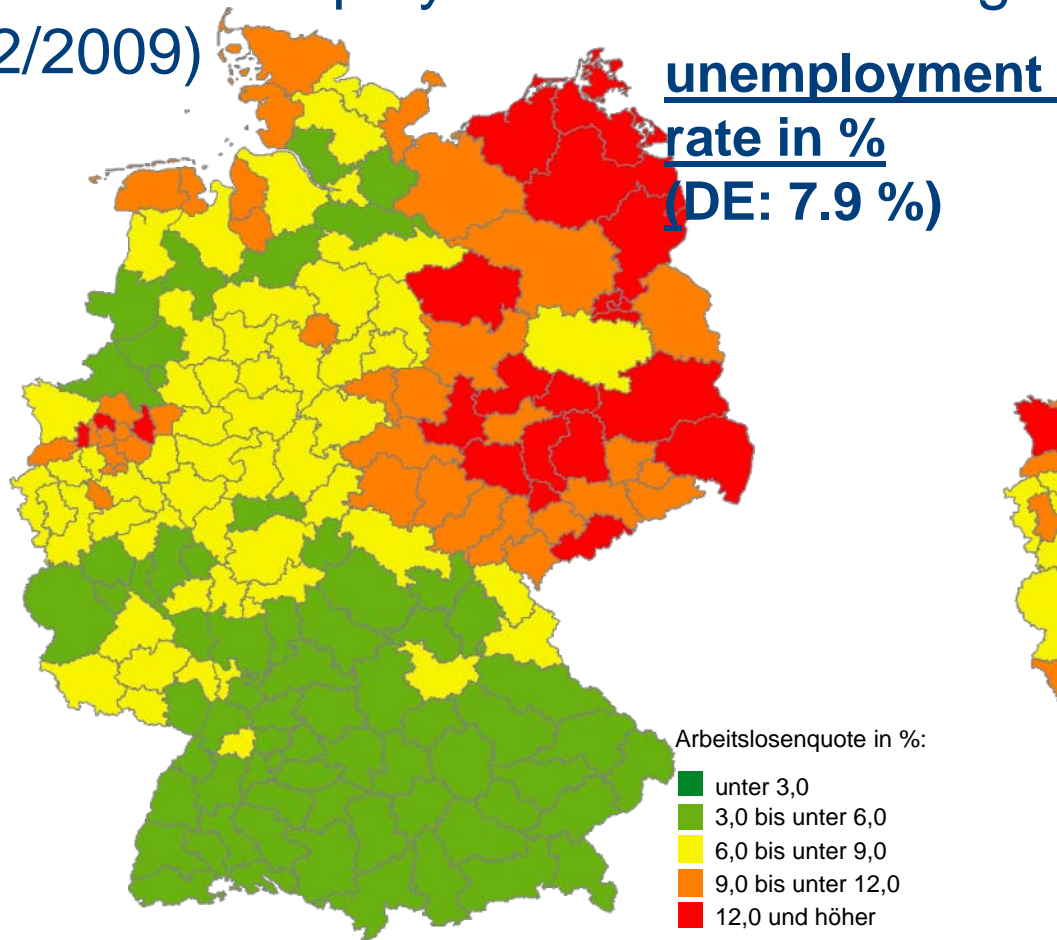 2/2009)
unemployment
rate in %
(DE: 7.9 %)
Arbeitslosenquote in %:
unter 3,0
3,0 bis unter 6,0
6,0 bis unter 9,0
9,0 bis unter 12,0
12,0 und höher